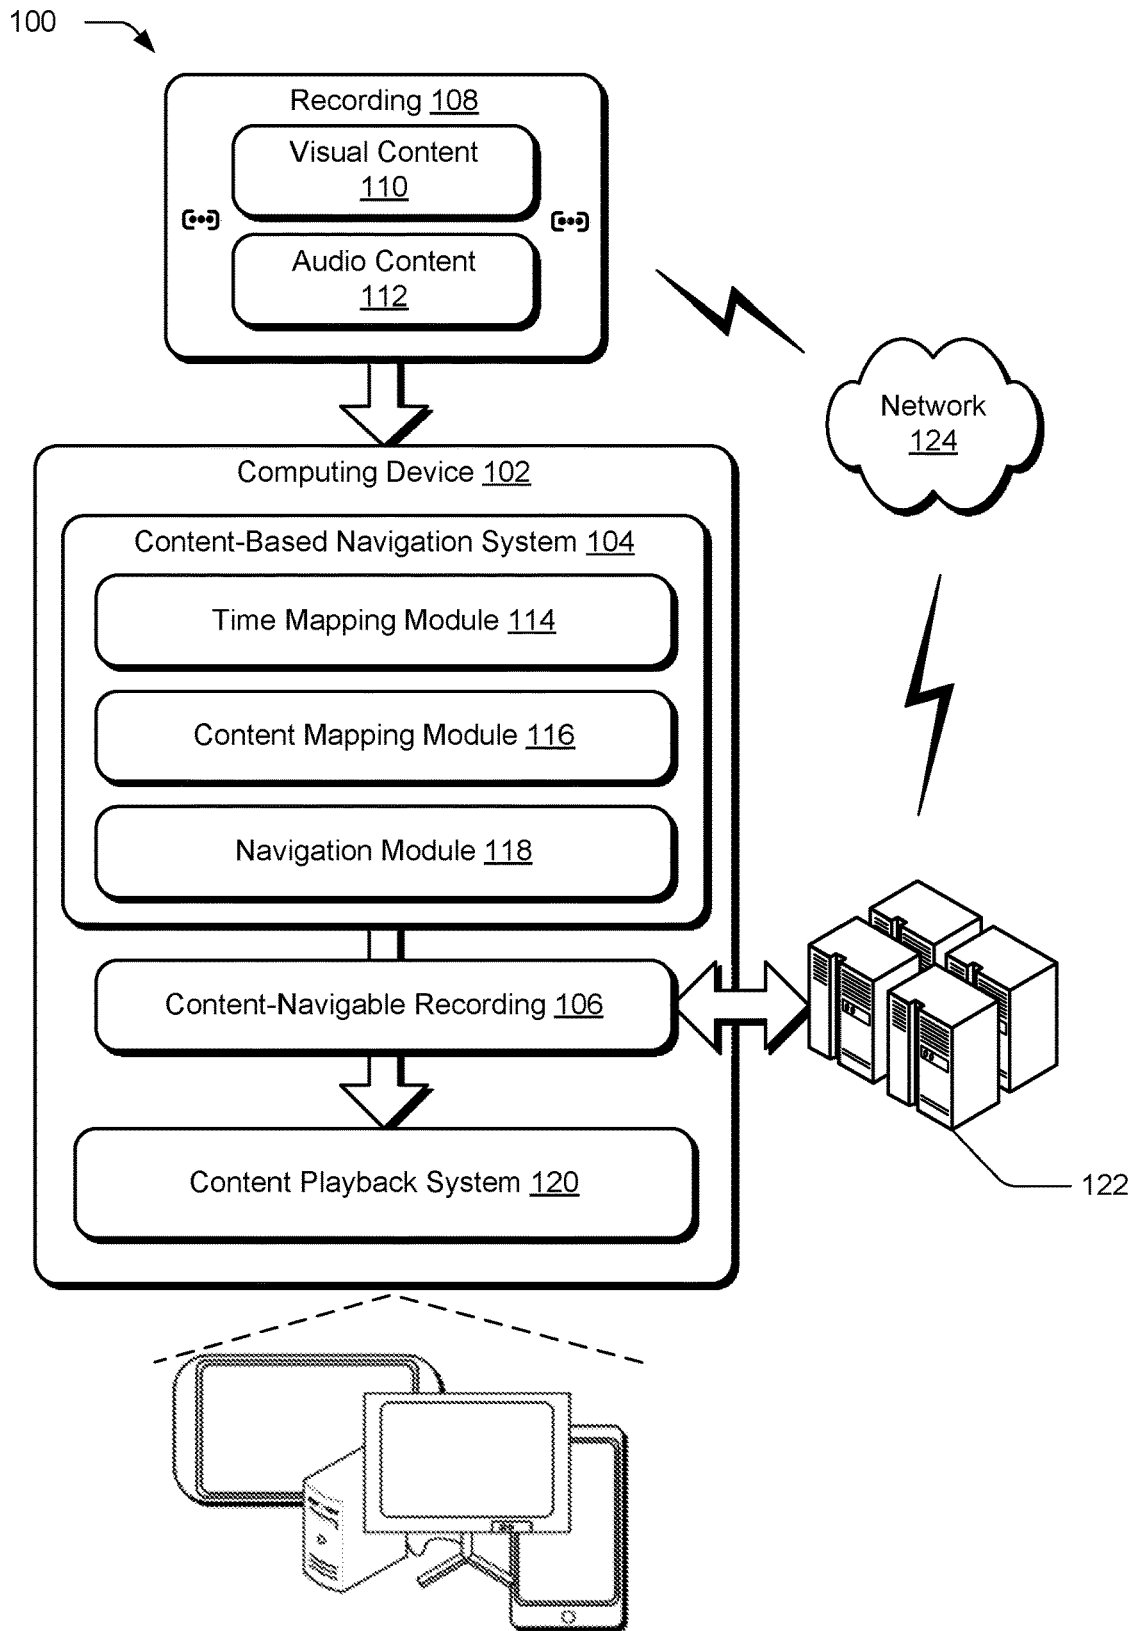 100
Recording 108
Visual Content
110
Audio Content
112
Network
124
Computing Device 102
Content-Based Navigation System 104
Time Mapping Module 114
Content Mapping Module 116
Navigation Module 118
Content-Navigable Recording 106
Content Playback System 120
122